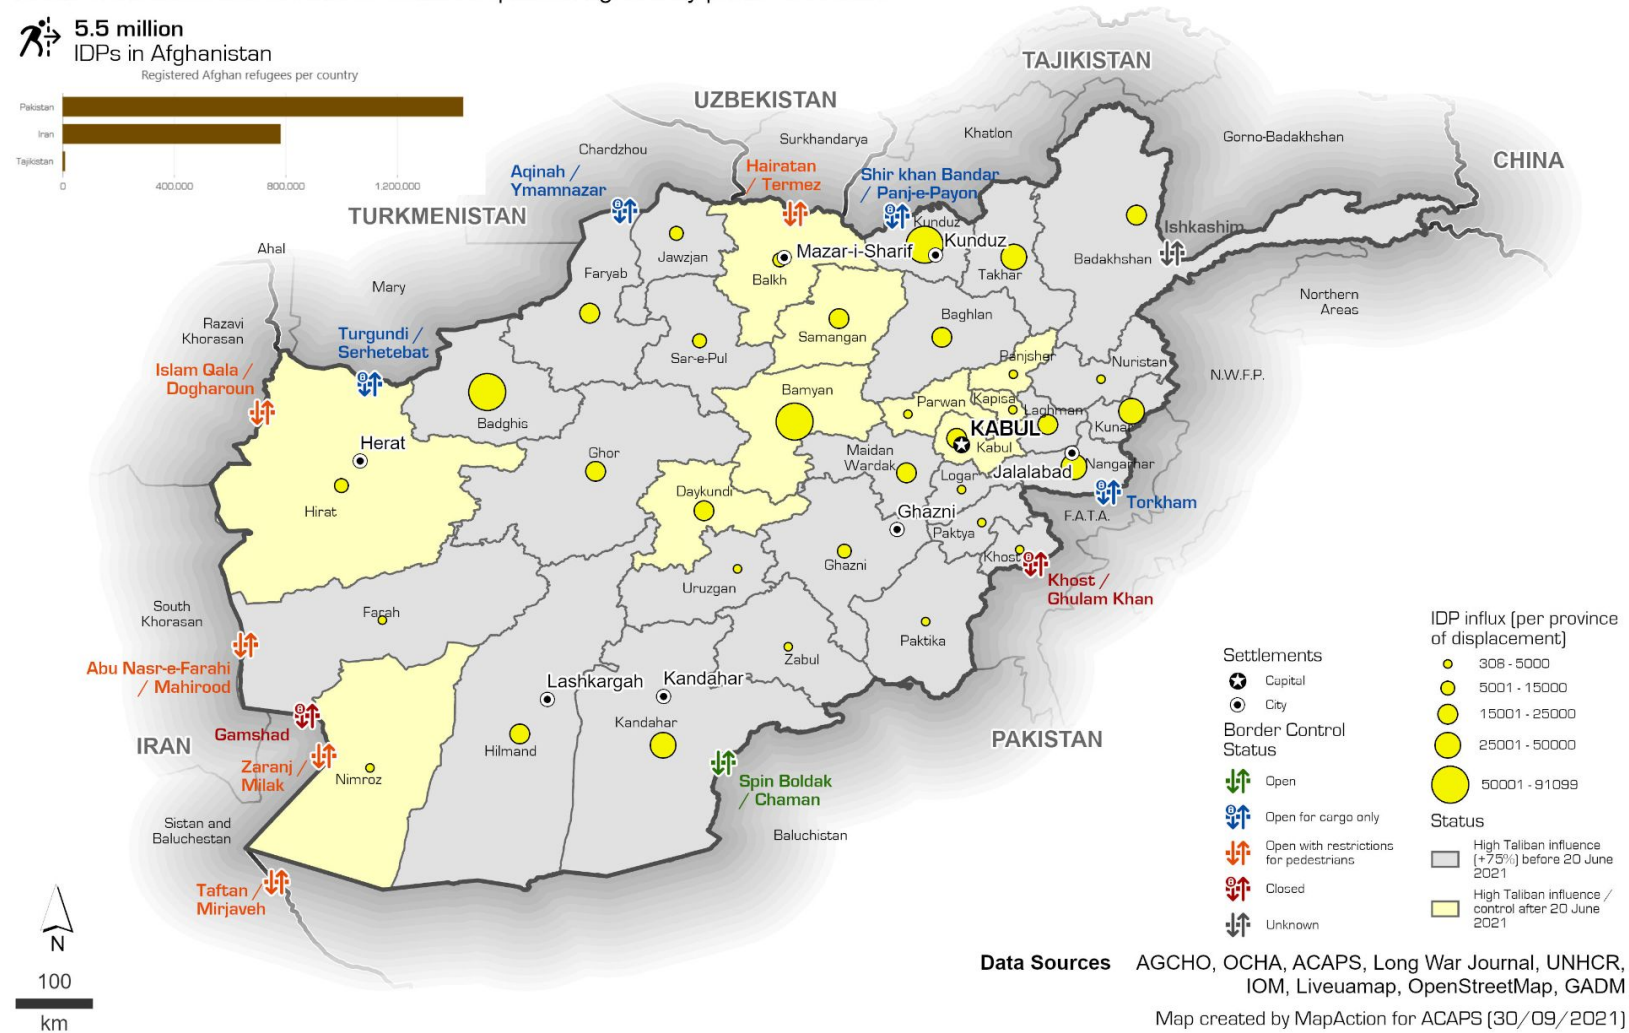 5.5 million
IDPs in Afghanistan
Registered Afghan refugees per country
Pakistan
Iran
Tajikistan
0
400.000
800.000
1.200.000
TAJIKISTAN
UZBEKISTAN
Surkhandarya
Khatlon
Gorno-Badakhshan
CHINA
Chardzhou
Aqinah /
Ymamnazar
Hairatan
/ Termez
Shir khan Bandar
/ Panj-e-Payon
TURKMENISTAN
Kunduz
Kunduz
Ishkashim
Ahal
Jawzjan
Mazar-i-Sharif
Balkh
Takhar
Badakhshan
Faryab
Mary
Northern
Areas
Razavi
Khorasan
Turgundi /
Serhetebat
Baghlan
Samangan
Sar-e-Pul
Panjsher
Nuristan
Islam Qala /
Dogharoun
N.W.F.P.
Bamyan
Parwan
Kapisa
Laghman
Badghis
KABUL
Kabul
Kunar
Herat
Ghor
Maidan
Wardak
Logar
Jalalabad
Nangarhar
Daykundi
Torkham
Hirat
Ghazni
F.A.T.A.
Paktya
Khost
Ghazni
Uruzgan
Khost /
Ghulam Khan
South
Khorasan
Farah
Paktika
Zabul
Abu Nasr-e-Farahi
/ Mahirood
Lashkargah
Kandahar
Kandahar
Gamshad
IRAN
PAKISTAN
Hilmand
Zaranj /
Milak
Nimroz
Spin Boldak
/ Chaman
Sistan and
Baluchestan
Baluchistan
Taftan /
Mirjaveh
N
100
km
Settlements
Capital
City
Border Control
Status
Open
Open for cargo only
Open with restrictions
for pedestrians
Closed
Unknown
IDP influx (per province
of displacement)
308 - 5000
5001 - 15000
15001 - 25000
25001 - 50000
50001 - 91099
Status
High Taliban influence
(+75%) before 20 June
2021
High Taliban influence /
control after 20 June
2021
Data Sources AGCHO, OCHA, ACAPS, Long War Journal, UNHCR,
IOM, Liveuamap, OpenStreetMap, GADM
Map created by MapAction for ACAPS (30/09/2021)